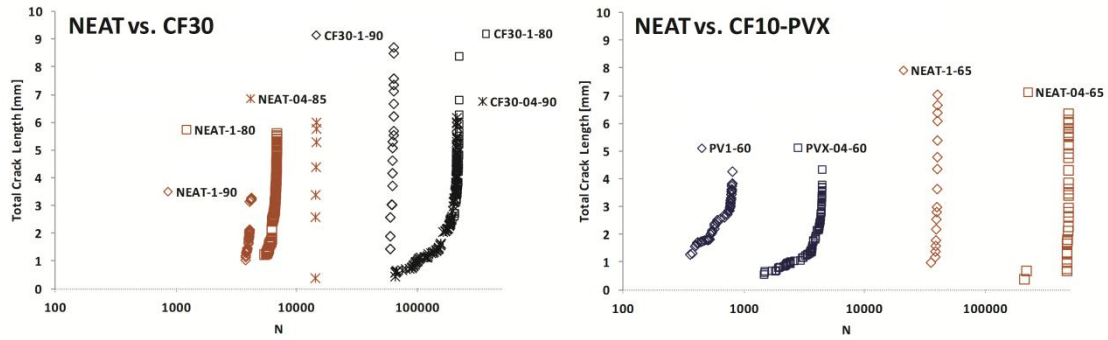 NEAT vs. CF30
Total Crack Length [mm]
10
9
8
7
6
5
4
3
2
1
0
CF30-1-90
CF30-1-80
NEAT-04-85
CF30-04-90
NEAT-1-80
NEAT-1-90
100
1000
10000
100000
N
NEAT vs. CF10-PVX
Total Crack Length [mm]
10
9
8
7
6
5
4
3
2
1
0
NEAT-1-65
NEAT-04-65
PV1-60
PVX-04-60
100
1000
10000
100000
N